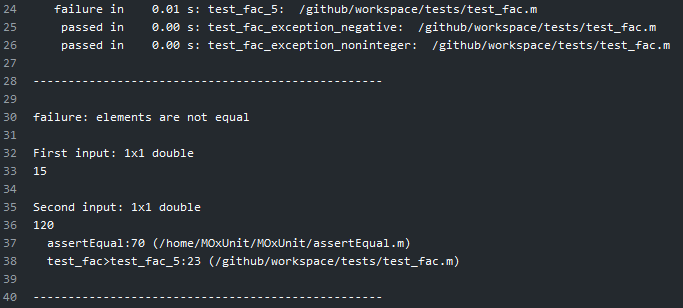 24 failure in 0.01 s: test_fac_5: /github/workspace/tests/test_fac.m
25 passed in 0.00 s: test_fac_exception_negative: /github/workspace/tests/test_fac.m
26 passed in 0.00 s: test_fac_exception_noninteger: /github/workspace/tests/test_fac.m
27
28 --------------------------------------------------
29
30 failure: elements are not equal
31
32 First input: 1x1 double
33 15
34
35 Second input: 1x1 double
36 120
37 assertEqual:70 (/home/MOxUnit/MOxUnit/assertEqual.m)
38 test_fac>test_fac_5:23 (/github/workspace/tests/test_fac.m)
39
40 --------------------------------------------------